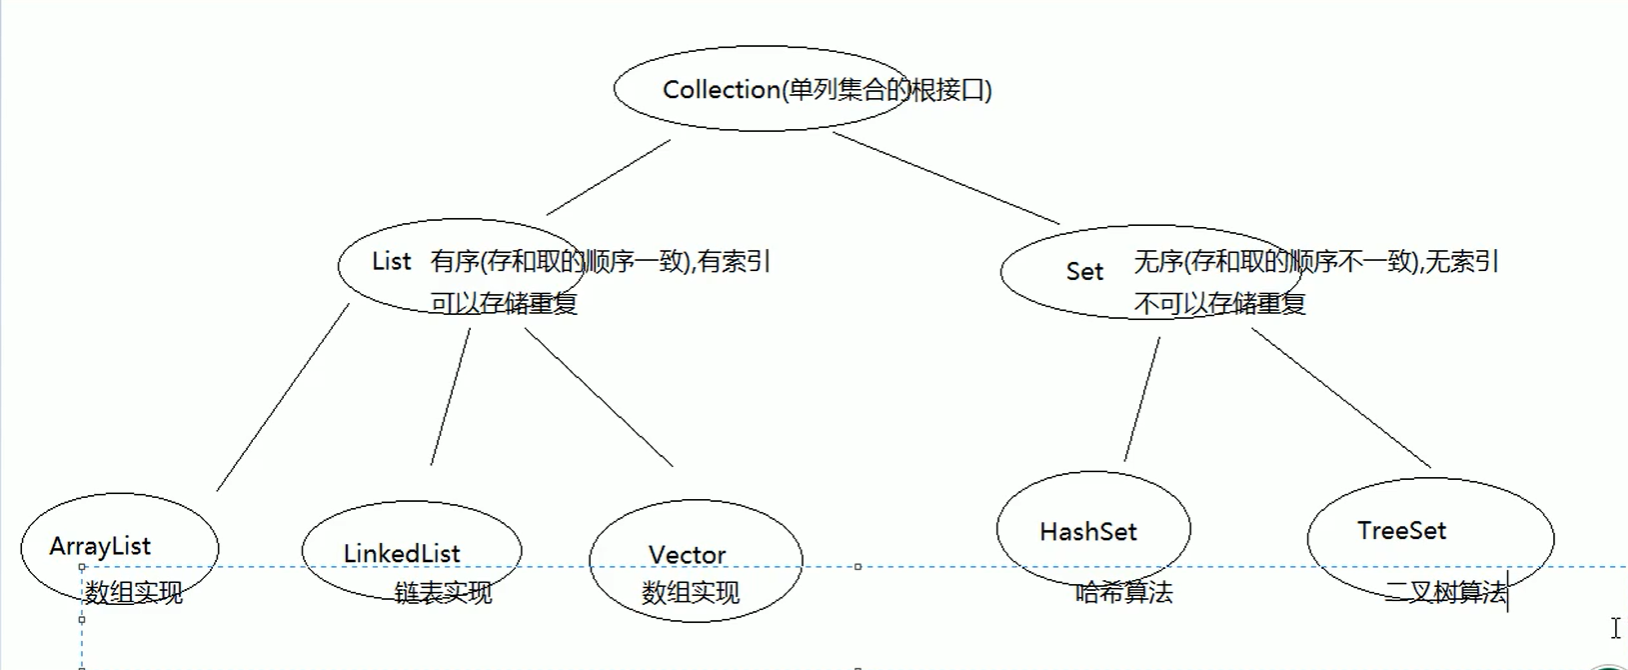 Collection(单列集合的根接口)
List 有序(存和取的顺序一致),有索引
可以存储重复
Set 无序(存和取的顺序不一致),无索引
不可以存储重复
ArrayList
数组实现
LinkedList
链表实现
Vector
数组实现
HashSet
哈希算法
TreeSet
二叉树算法